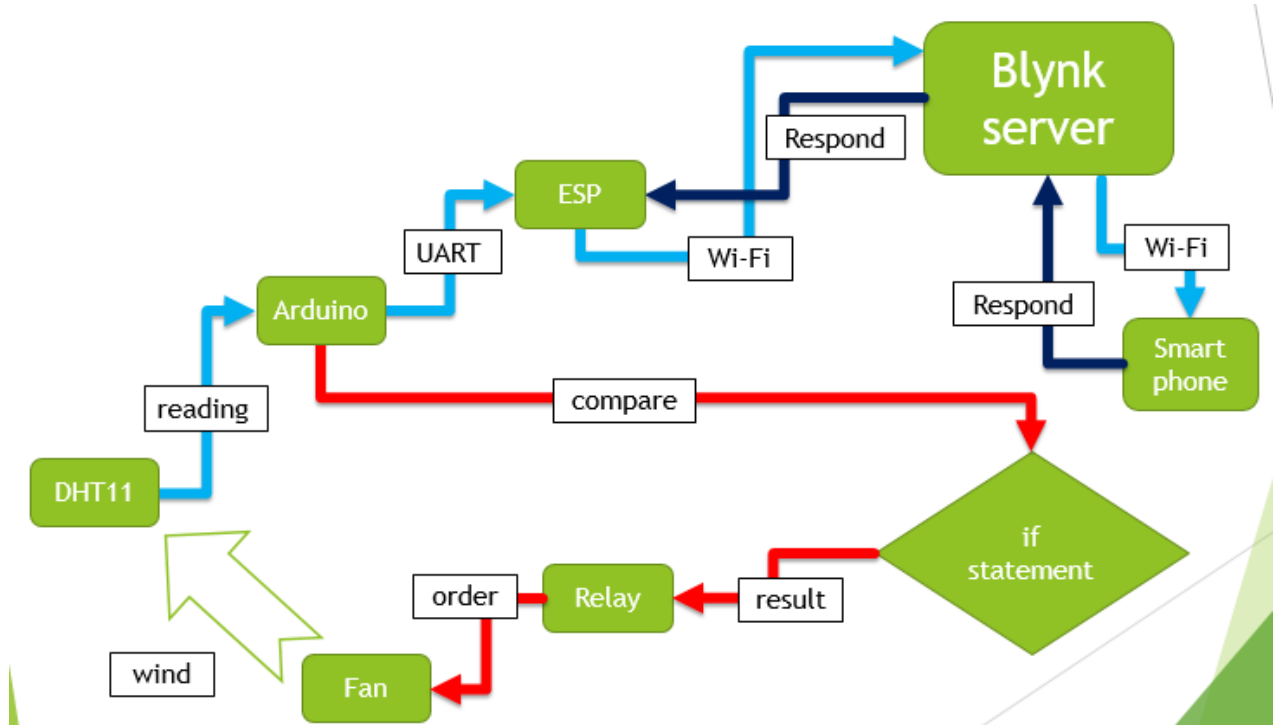 Blynk
server
Respond
ESP
UART
Wi-Fi
Wi-Fi
Arduino
Respond
Smart
phone
reading
compare
DHT11
if
statement
order
Relay
result
wind
Fan